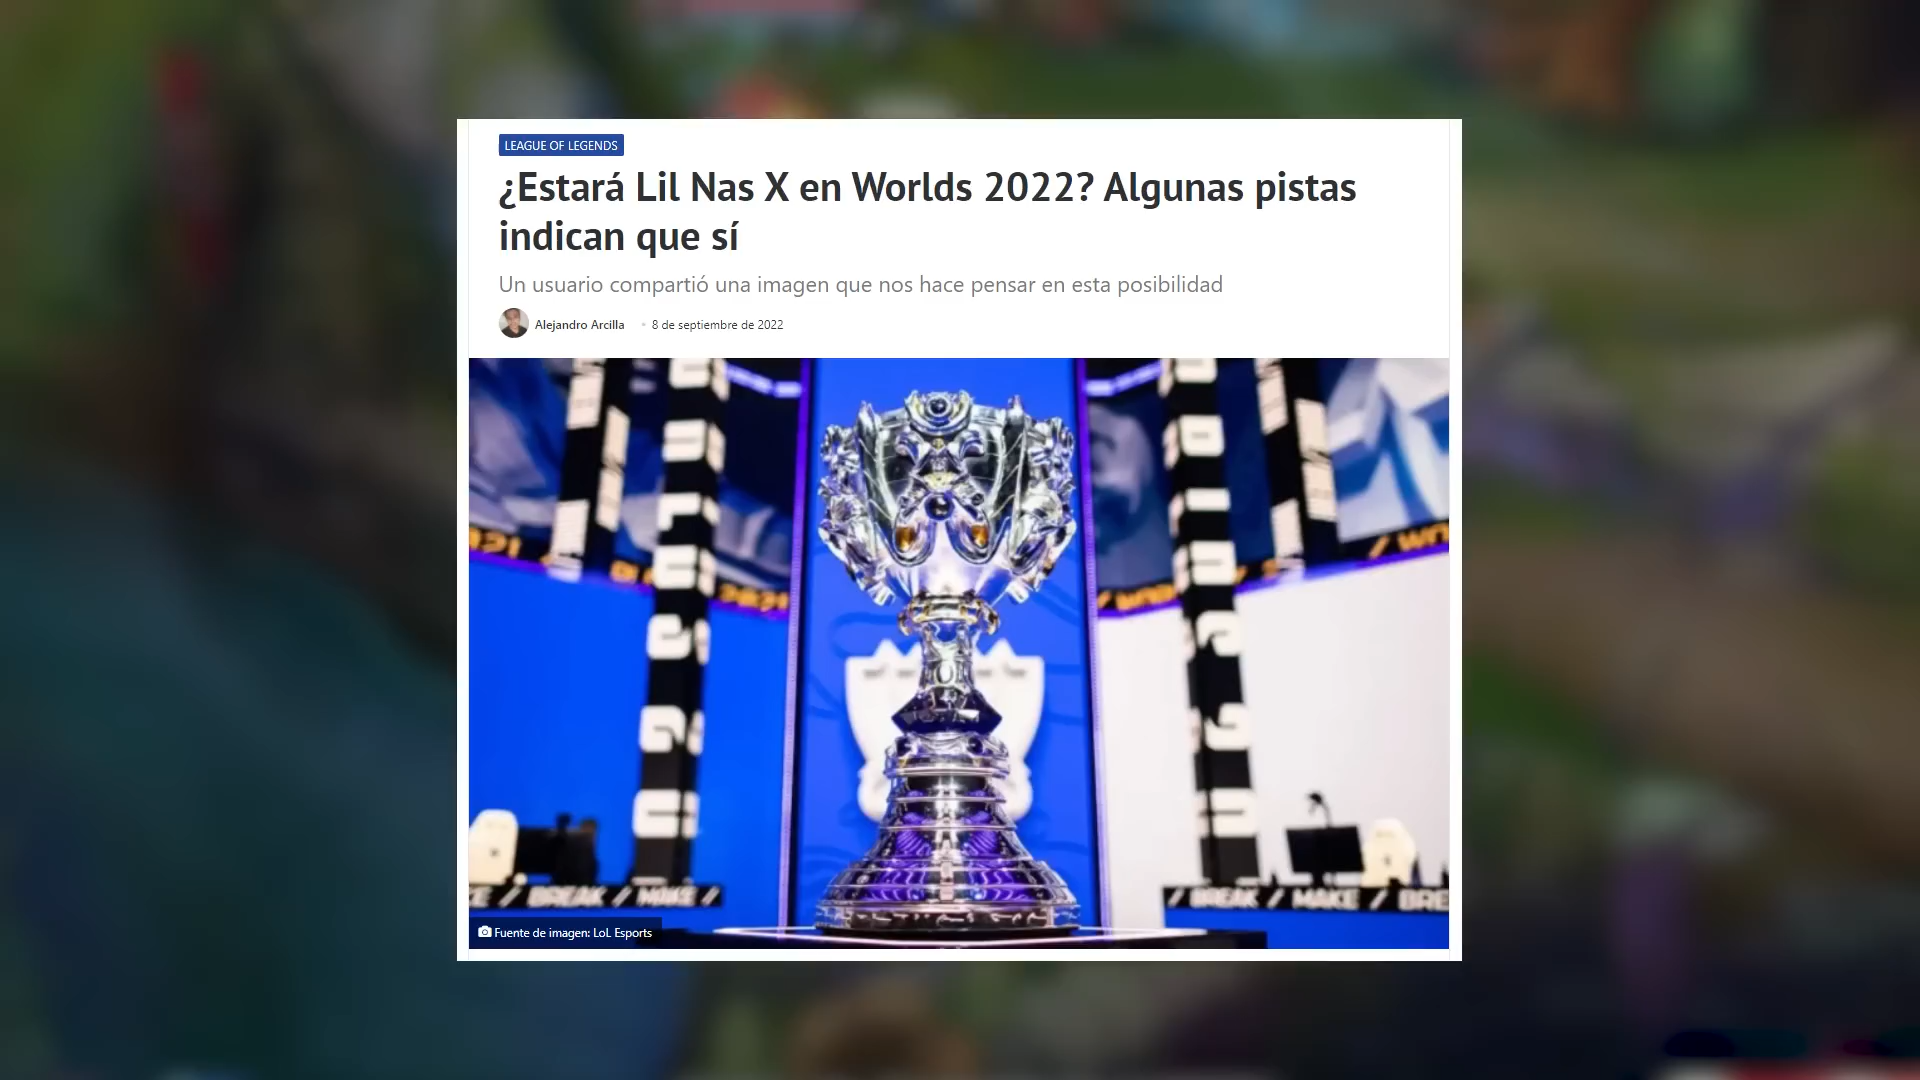 LEAGUE OF LEGENDS
¿Estará Lil Nas X en Worlds 2022? Algunas pistas
indican que sí
Un usuario compartió una imagen que nos hace pensar en esta posibilidad
Alejandro Arcilla • 8 de septiembre de 2022
/ BREAK / MAKE /
/ BREAK / MAKE / BRE
Fuente de imagen: LoL Esports